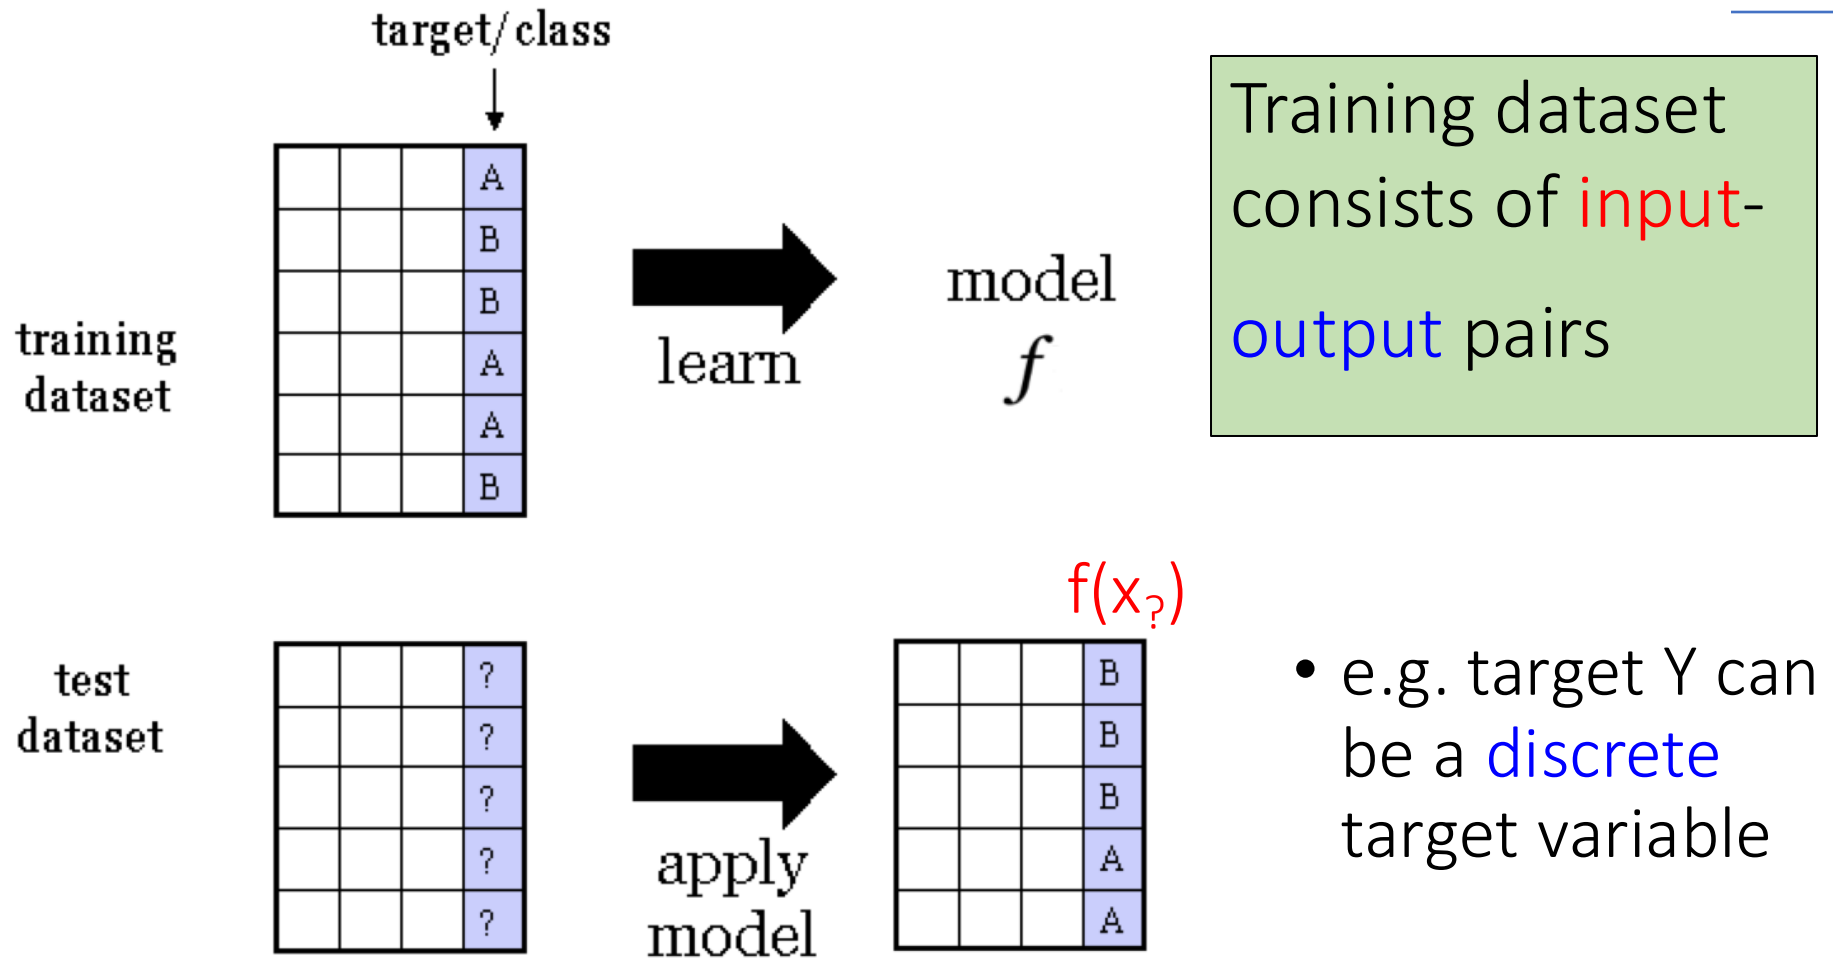 target/class
A
B
B
A
A
B
training
dataset
learn
model
f
Training dataset
consists of input-
output pairs
test
dataset
?
?
?
?
?
apply
model
f(x?)
B
B
B
A
A
• e.g. target Y can
be a discrete
target variable